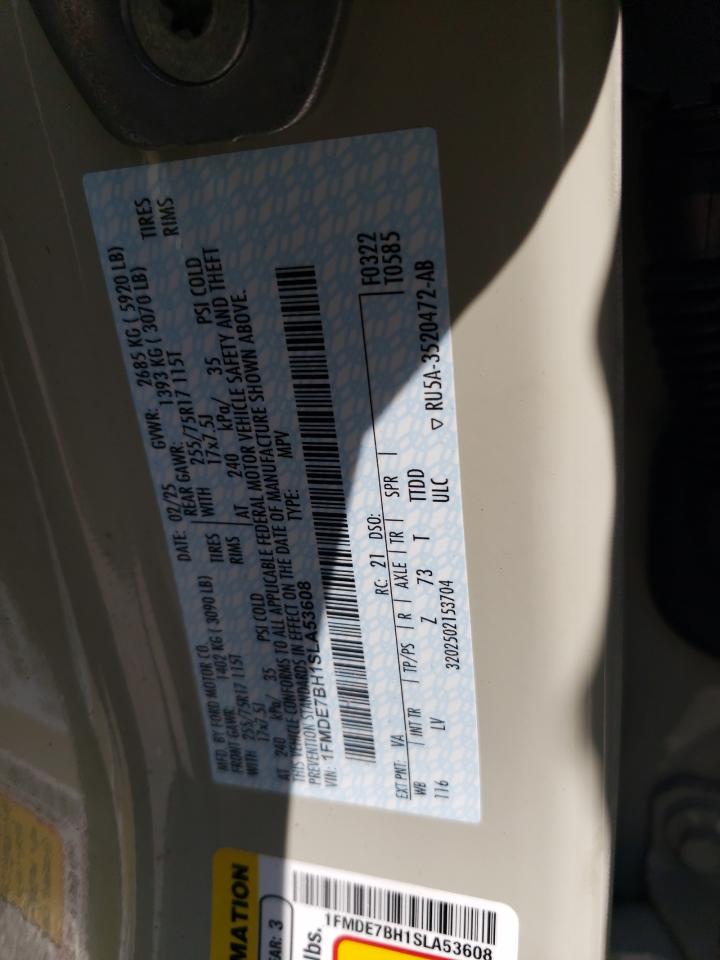 MFD. BY FORD MOTOR CO.
DATE: 02/25 GVWR: 2685 KG ( 5920 LB)
FRONT GAWR: 1402 KG ( 3090 LB) REAR GAWR: 1393 KG ( 3070 LB)
WITH 255/75R17 115T TIRES WITH 255/75R17 115T TIRES
17x7.5J RIMS 17x7.5J RIMS
AT 240 kPa/ 35 PSI COLD AT 240 kPa/ 35 PSI COLD
THIS VEHICLE CONFORMS TO ALL APPLICABLE FEDERAL MOTOR VEHICLE SAFETY AND THEFT
PREVENTION STANDARDS IN EFFECT ON THE DATE OF MANUFACTURE SHOWN ABOVE.
VIN: 1FMDE7BH1SLA53608 TYPE: MPV
F0322
T0585
EXT PNT: VA RC: 21 DSO:
WB INT TR TP/PS R AXLE TR SPR
116 LV Z 73 T TTDD
ULC
3202502153704
▽ RU5A-3520472-AB
MATION
EAR: 3
lbs.
1FMDE7BH1SLA53608